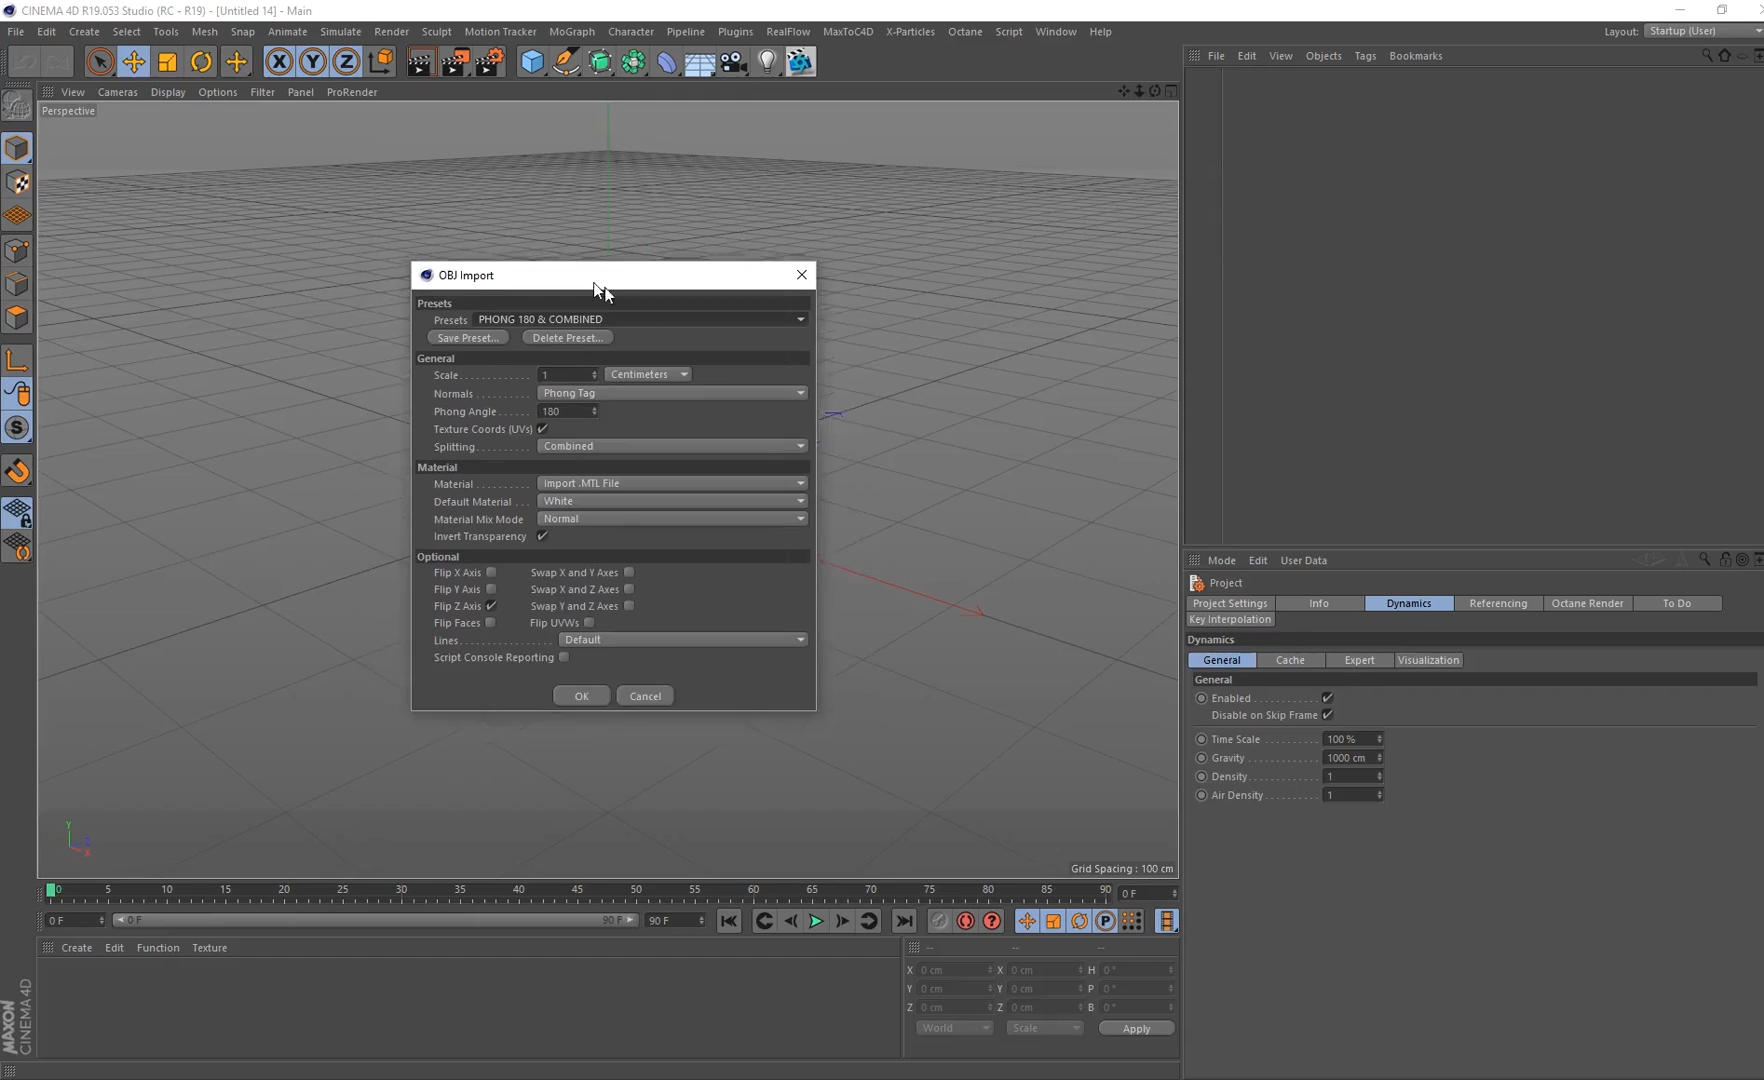 CINEMA 4D R19.053 Studio (RC - R19) - [Untitled 14] - Main
File Edit Create Select Tools Mesh Snap Animate Simulate Render Sculpt Motion Tracker MoGraph Character Pipeline Plugins RealFlow MaxToC4D X-Particles Octane Script Window Help
Layout: Startup (User)
File Edit View Objects Tags Bookmarks
View Cameras Display Options Filter Panel ProRender
Perspective
OBJ Import
Presets
Presets PHONG 180 & COMBINED
Save Preset... Delete Preset...
General
Scale 1 Centimeters
Normals Phong Tag
Phong Angle 180
Texture Coords (UVs)
Splitting Combined
Material
Material Import .MTL File
Default Material White
Material Mix Mode Normal
Invert Transparency
Optional
Flip X Axis Swap X and Y Axes
Flip Y Axis Swap X and Z Axes
Flip Z Axis Swap Y and Z Axes
Flip Faces Flip UVWs
Lines Default
Script Console Reporting
OK Cancel
Y
Z
X
Grid Spacing : 100 cm
Mode Edit User Data
Project
Project Settings Info Dynamics Referencing Octane Render To Do
Key Interpolation
Dynamics
General Cache Expert Visualization
General
Enabled
Disable on Skip Frame
Time Scale 100 %
Gravity 1000 cm
Density 1
Air Density 1
0 5 10 15 20 25 30 35 40 45 50 55 60 65 70 75 80 85 90 0 F
0 F 0 F 90 F 90 F
Create Edit Function Texture
-- -- --
X 0 cm X 0 cm H 0 °
Y 0 cm Y 0 cm P 0 °
Z 0 cm Z 0 cm B 0 °
World Scale Apply
MAXON
CINEMA 4D